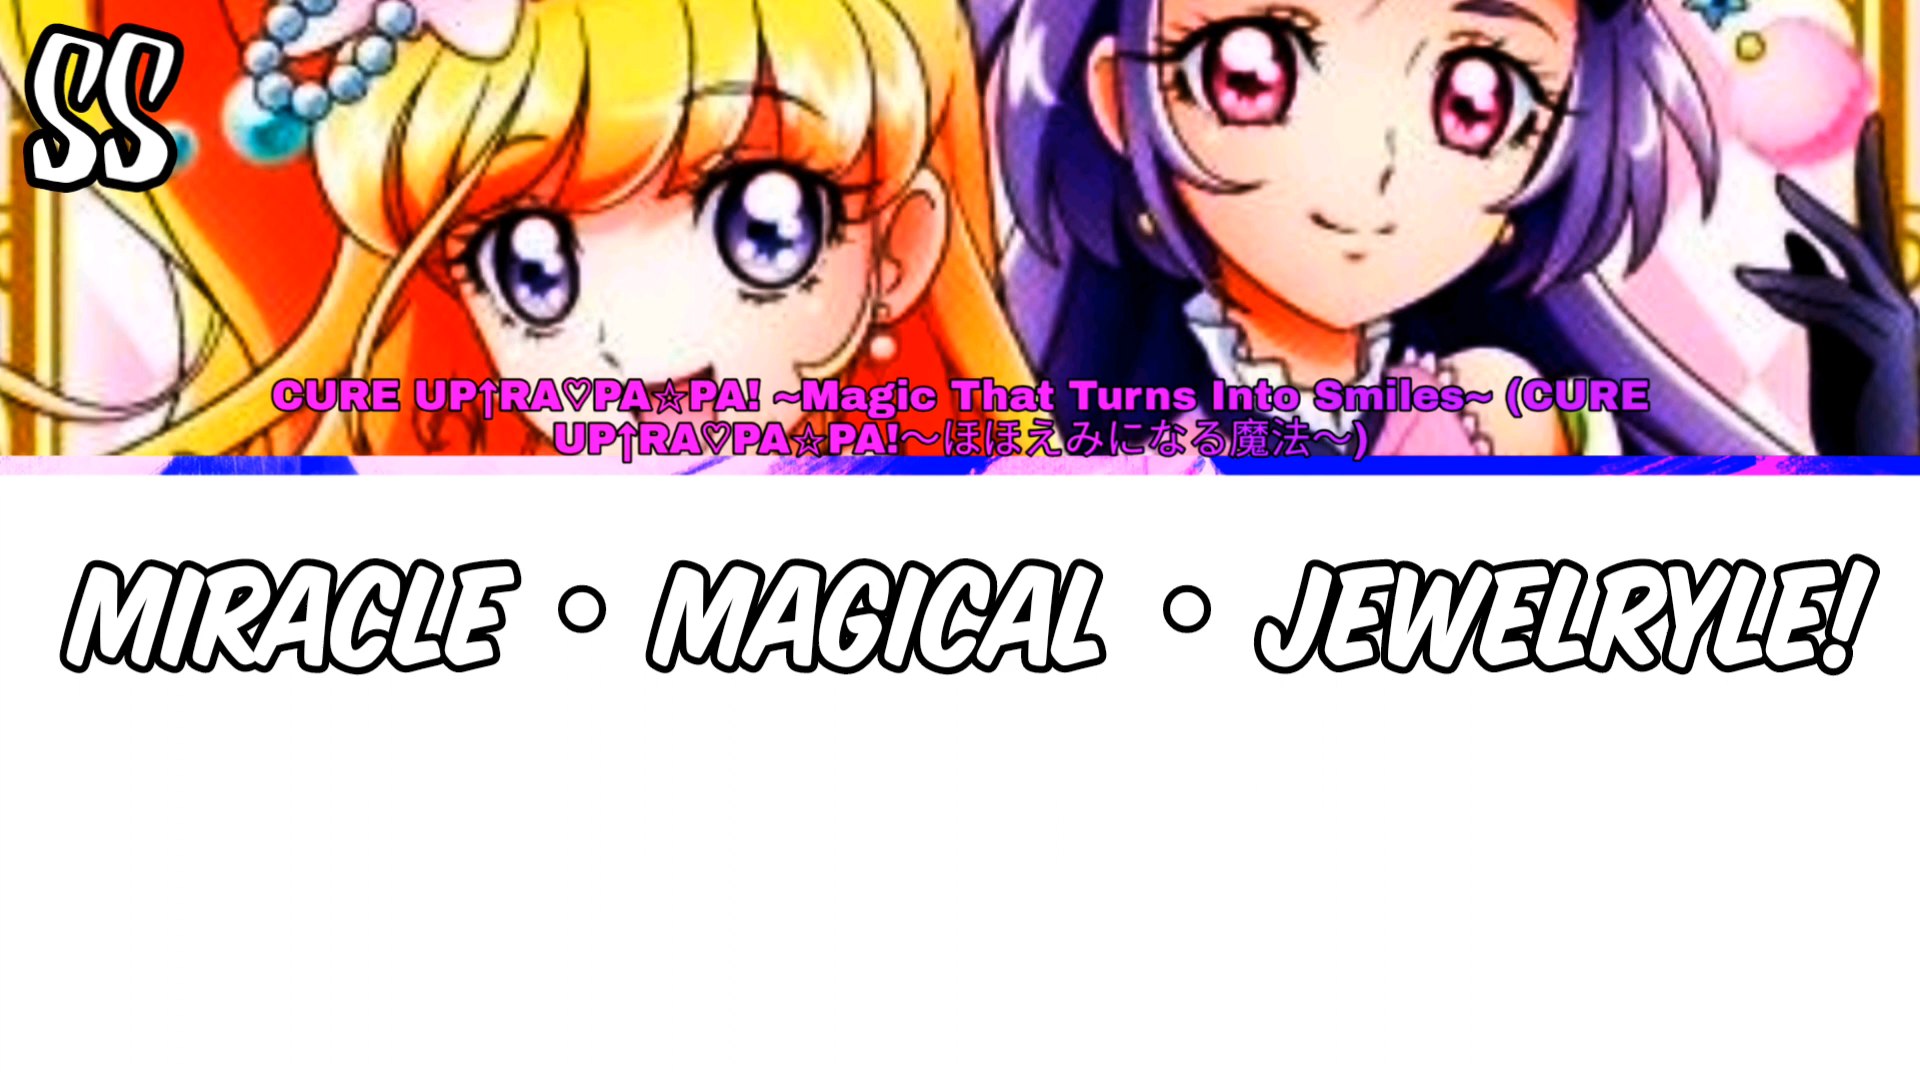 SS
CURE UP↑RA♡PA☆PA! ~Magic That Turns Into Smiles~ (CURE
UP↑RA♡PA☆PA!～ほほえみになる魔法～)
MIRACLE • MAGICAL • JEWELRYLE!